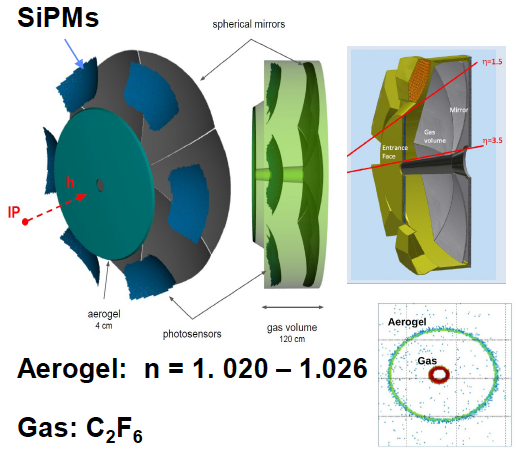 SiPMs
spherical mirrors
η=1.5
Mirror
Gas
volume
η=3.5
Entrance
Face
h
IP
aerogel
4 cm
photosensors
gas volume
120 cm
Aerogel
Gas
Aerogel: n = 1. 020 – 1.026
Gas: C₂F₆